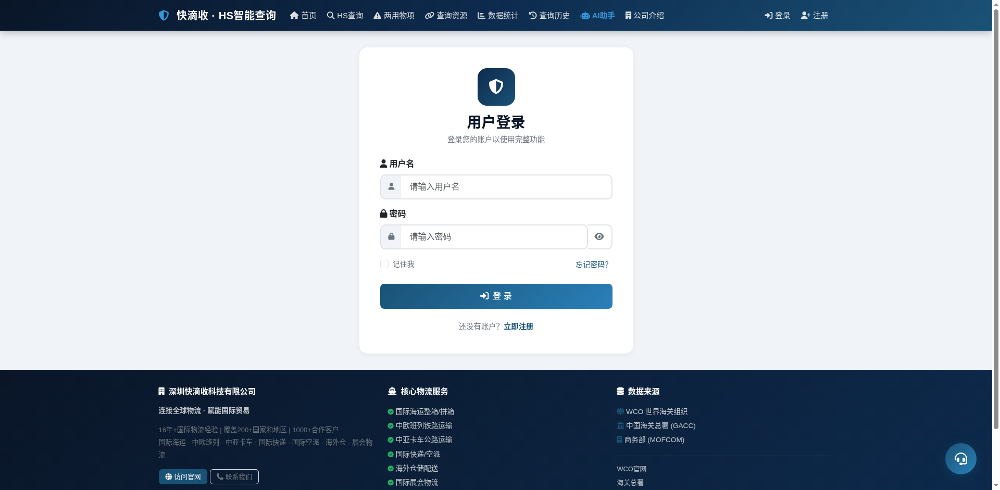 快滴收 · HS智能查询 首页 HS查询 两用物项 查询资源 数据统计 查询历史 AI助手 公司介绍 登录 注册
用户登录
登录您的账户以使用完整功能
用户名
请输入用户名
密码
请输入密码
记住我 忘记密码？
登 录
还没有账户？ 立即注册
深圳快滴收科技有限公司
连接全球物流 · 赋能国际贸易
16年+国际物流经验 | 覆盖200+国家和地区 | 1000+合作客户
国际海运 · 中欧班列 · 中亚卡车 · 国际快递 · 国际空派 · 海外仓 · 展会物
流
访问官网 联系我们
核心物流服务
国际海运整箱/拼箱
中欧班列铁路运输
中亚卡车公路运输
国际快递/空派
海外仓储配送
国际展会物流
数据来源
WCO 世界海关组织
中国海关总署 (GACC)
商务部 (MOFCOM)
WCO官网
海关总署